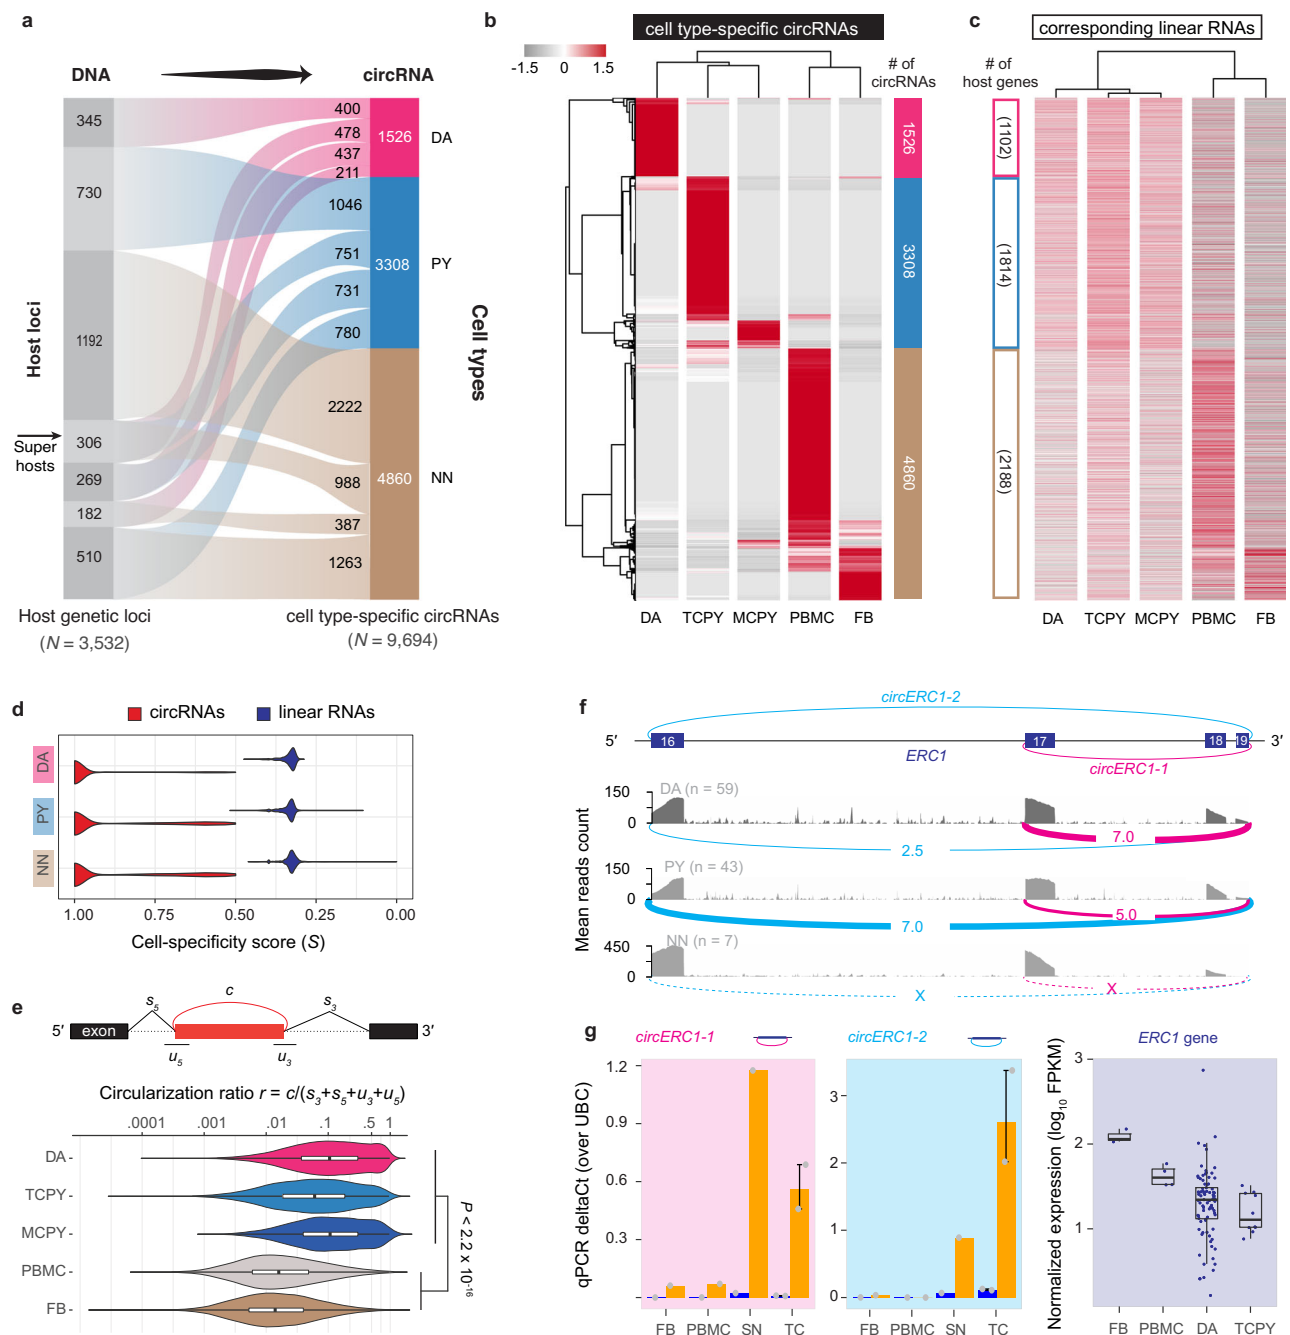 a
DNA
circRNA
Host loci
345
730
1192
306
269
182
510
Super
hosts
400
478
437
211
1046
751
731
780
2222
988
387
1263
1526
3308
4860
DA
PY
NN
Cell types
Host genetic loci
(N = 3,532)
cell type-specific circRNAs
(N = 9,694)
b
cell type-specific circRNAs
-1.5
0
1.5
# of
circRNAs
1526
3308
4860
DA
TCPY
MCPY
PBMC
FB
c
corresponding linear RNAs
# of
host genes
(1102)
(1814)
(2188)
DA
TCPY
MCPY
PBMC
FB
d
circRNAs
linear RNAs
DA
PY
NN
1.00
0.75
0.50
0.25
0.00
Cell-specificity score (S)
e
c
s5
s3
5′
exon
3′
u5
u3
Circularization ratio r = c/(s3+s5+u3+u5)
.0001
.001
.01
.1
.5
1
DA
TCPY
MCPY
PBMC
FB
P < 2.2 x 10-16
f
circERC1-2
5′
16
17
18
19
3′
ERC1
circERC1-1
Mean reads count
150
0
DA (n = 59)
7.0
2.5
150
0
PY (n = 43)
5.0
7.0
450
0
NN (n = 7)
X
X
g
circERC1-1
circERC1-2
ERC1 gene
qPCR deltaCt (over UBC)
1.2
0.9
0.6
0.3
FB
PBMC
SN
TC
3
2
1
0
FB
PBMC
SN
TC
Normalized expression (log10 FPKM)
3
2
1
FB
PBMC
DA
TCPY